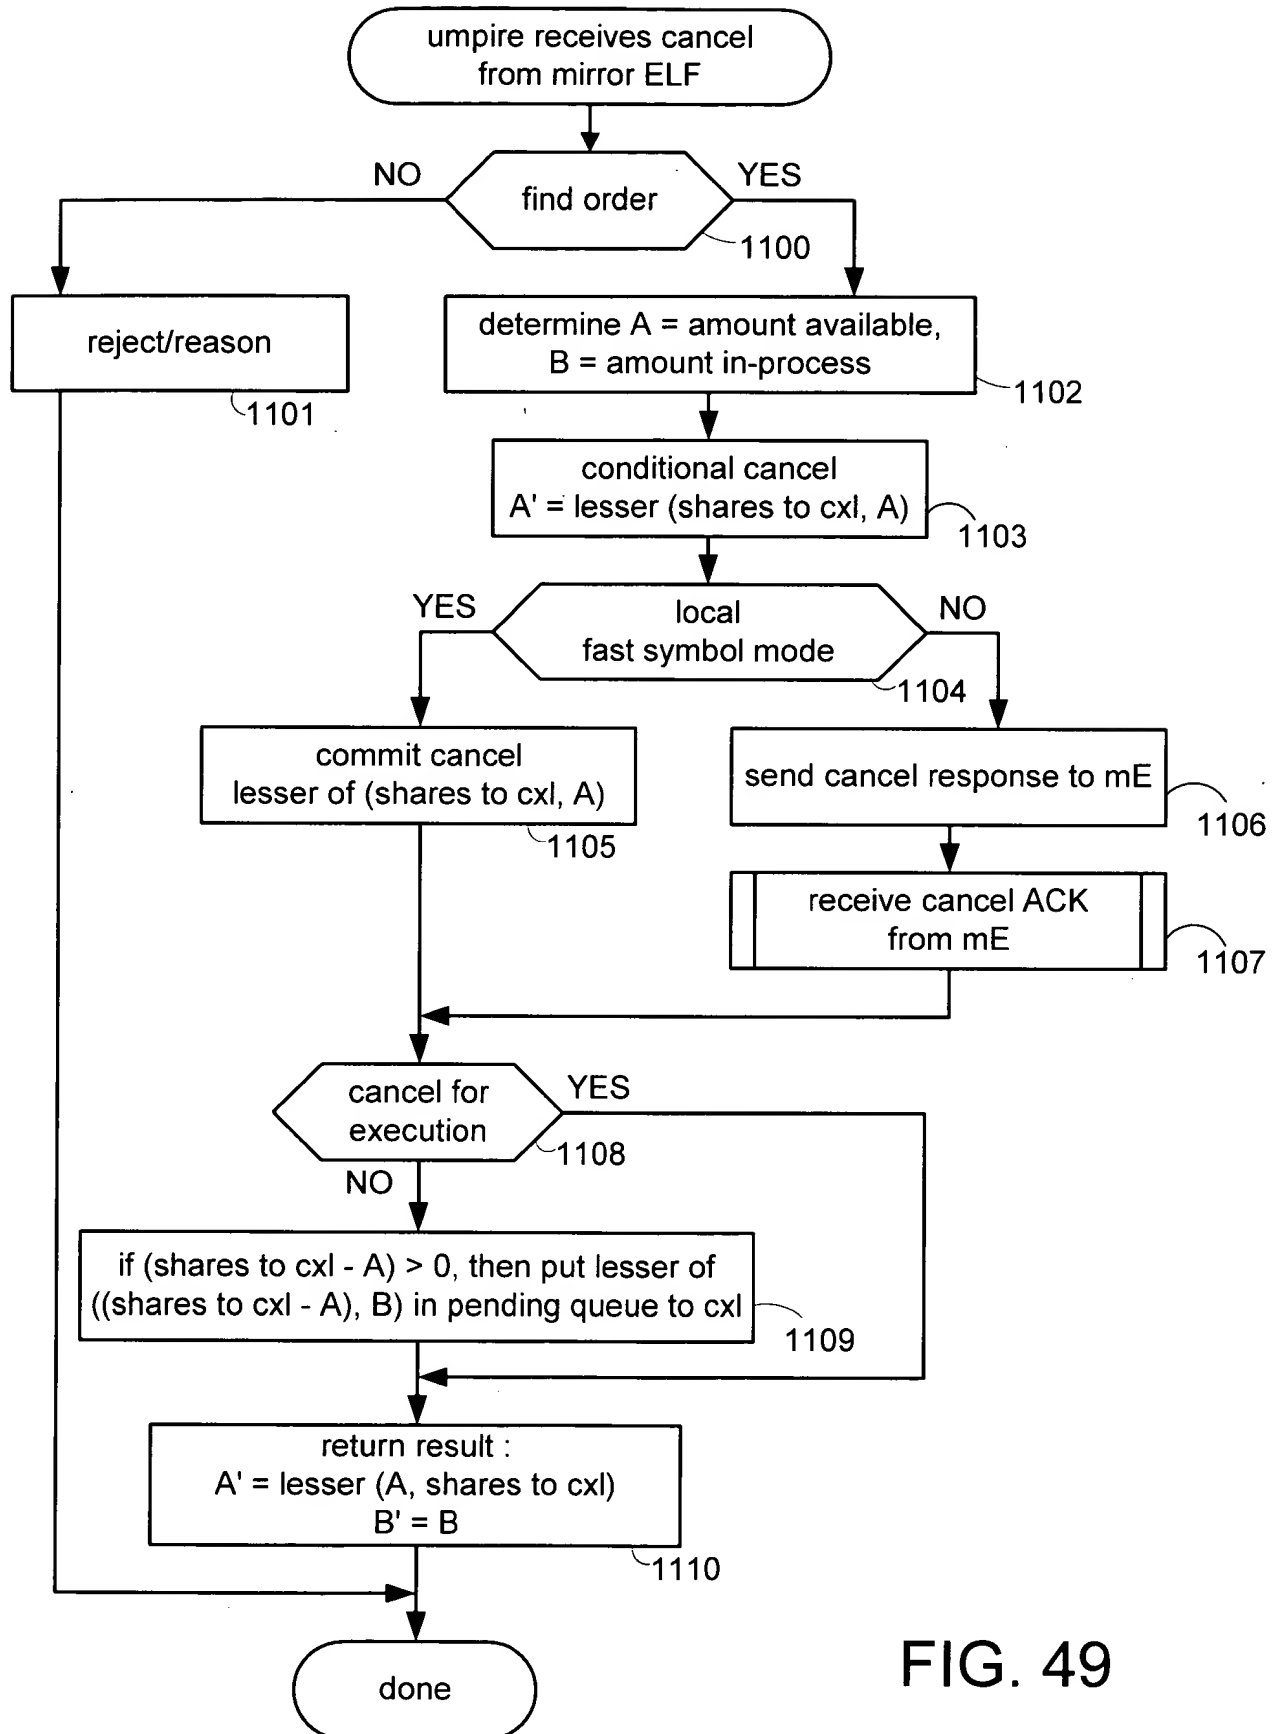 umpire receives cancel
from mirror ELF
NO
YES
find order
1100
reject/reason
1101
determine A = amount available,
B = amount in-process
1102
conditional cancel
A' = lesser (shares to cxl, A)
1103
YES
NO
local
fast symbol mode
1104
commit cancel
lesser of (shares to cxl, A)
1105
send cancel response to mE
1106
receive cancel ACK
from mE
1107
cancel for
execution
YES
1108
NO
if (shares to cxl - A) > 0, then put lesser of
((shares to cxl - A), B) in pending queue to cxl
1109
return result :
A' = lesser (A, shares to cxl)
B' = B
1110
done
FIG. 49